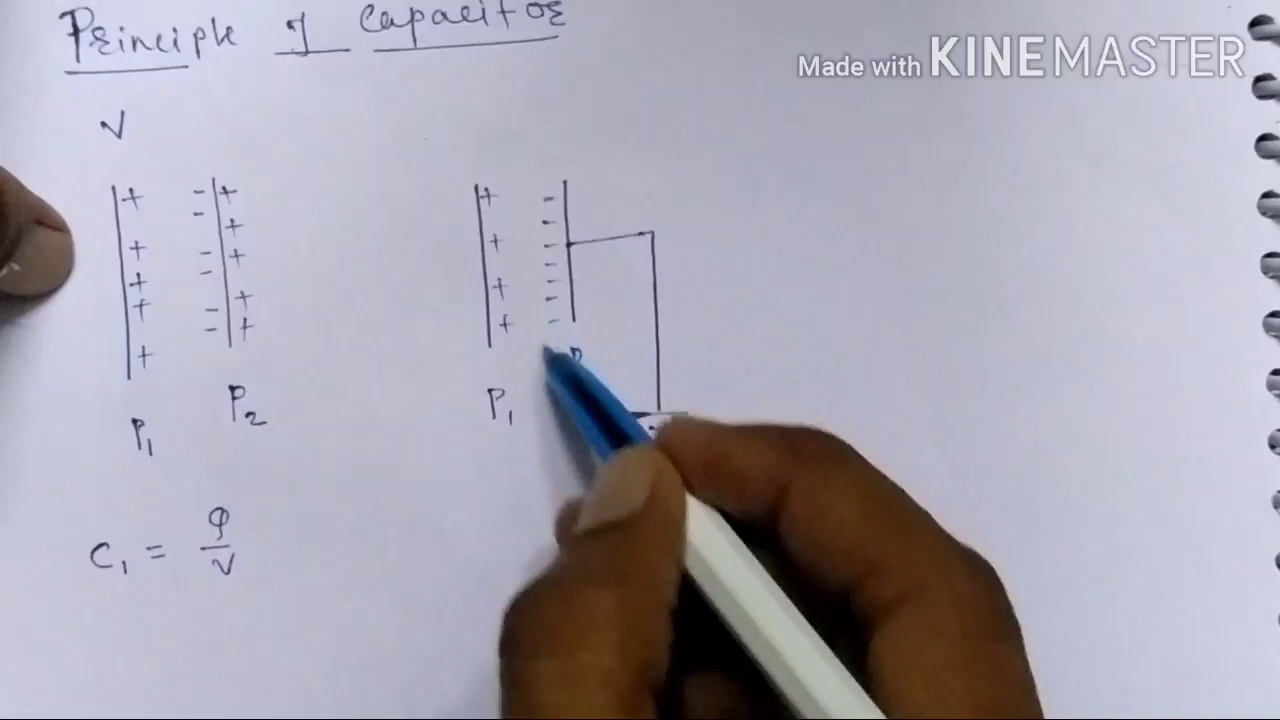 Principle of Capacitor
Made with KINEMASTER
V
+ - +
+ -
- +
+ - +
+ -
+ - +
- +
+
P₁ P₂
C₁ = Q/V
+ -
-
+ -
-
+ -
-
+ -
P₁ P